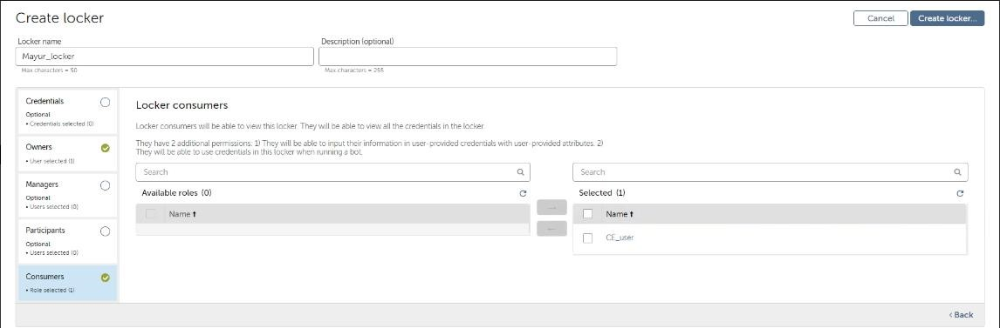 Create locker
Cancel
Create locker...
Locker name
Description (optional)
Mayur_locker
Max characters = 50
Max characters = 255
Credentials
Optional
• Credentials selected (0)
Owners
• User selected (1)
Managers
Optional
• Users selected (0)
Participants
Optional
• Users selected (0)
Consumers
• Role selected (1)
Locker consumers
Locker consumers will be able to view this locker. They will be able to view all the credentials in the locker.
They have 2 additional permissions: 1) They will be able to input their information in user-provided credentials with user-provided attributes. 2)
They will be able to use credentials in this locker when running a bot.
Search
Available roles (0)
Name ↑
→
←
Search
Selected (1)
Name ↑
CE_user
‹ Back